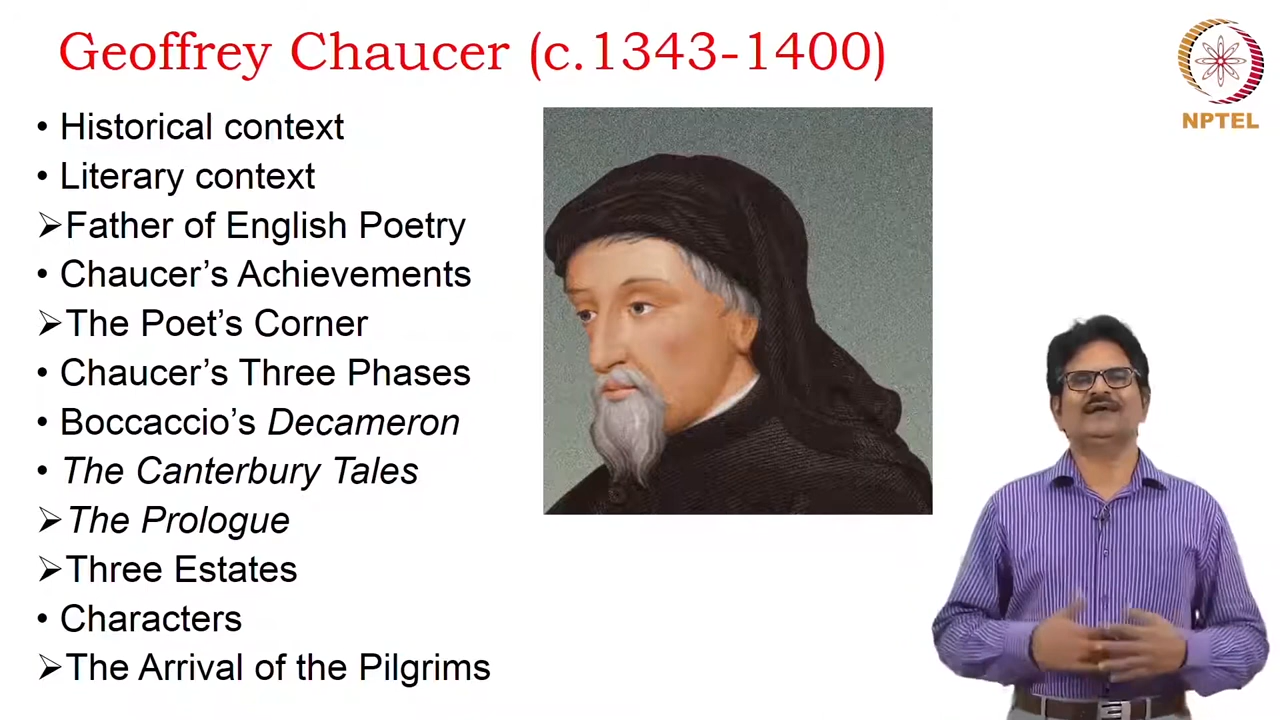 Geoffrey Chaucer (c.1343-1400)
• Historical context
• Literary context
➢Father of English Poetry
• Chaucer’s Achievements
➢The Poet’s Corner
• Chaucer’s Three Phases
• Boccaccio’s Decameron
• The Canterbury Tales
➢The Prologue
➢Three Estates
• Characters
➢The Arrival of the Pilgrims
NPTEL